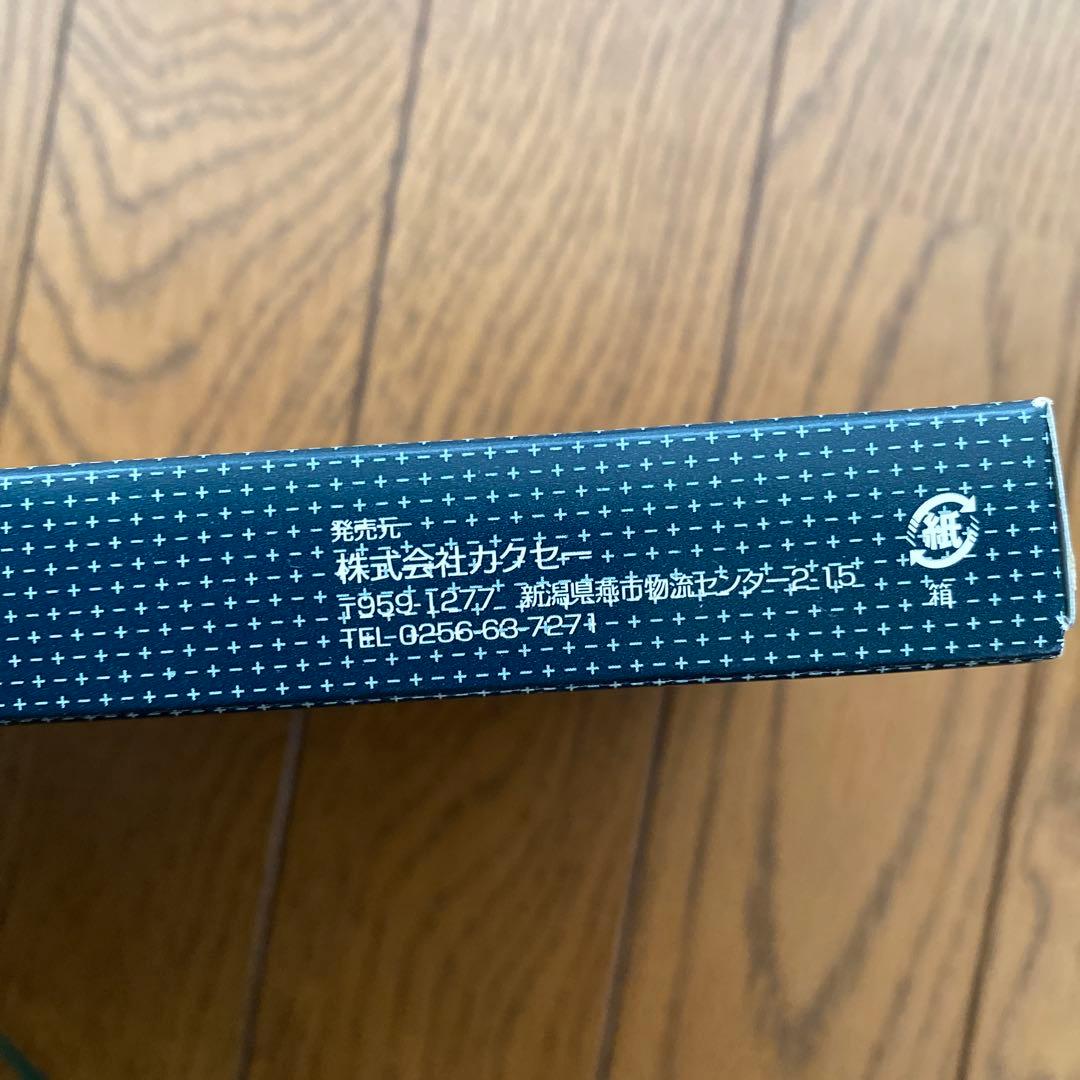 発売元
株式会社カクセー
〒959-1277 新潟県燕市物流センター2-15
TEL 0256-63-7271
紙
箱